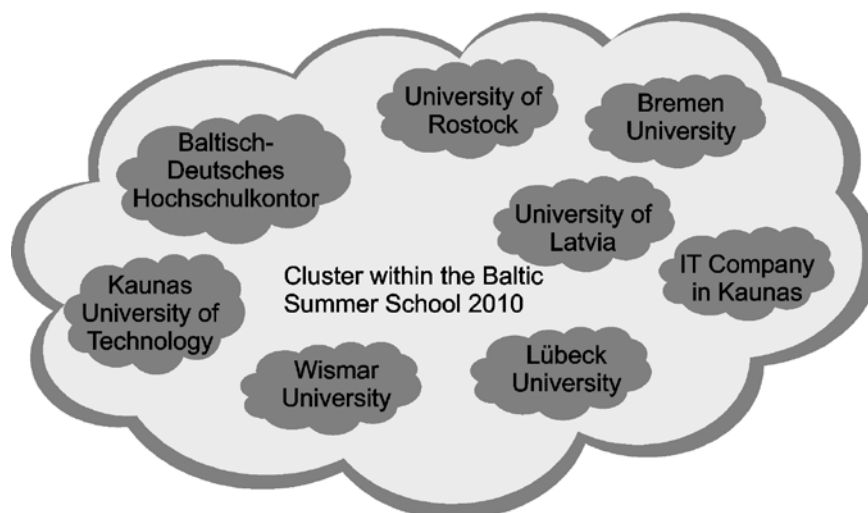 University of
Rostock
Bremen
University
Baltisch-
Deutsches
Hochschulkontor
University of
Latvia
IT Company
in Kaunas
Cluster within the Baltic
Summer School 2010
Kaunas
University of
Technology
Wismar
University
Lübeck
University